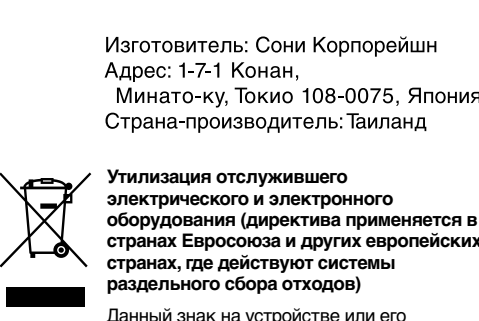 Изготовитель: Сони Корпорейшн
Адрес: 1-7-1 Конан,
Минато-ку, Токио 108-0075, Япония
Страна-производитель: Таиланд
Утилизация отслужившего
электрического и электронного
оборудования (директива применяется в
странах Евросоюза и других европейских
странах, где действуют системы
раздельного сбора отходов)
Данный знак на устройстве или его